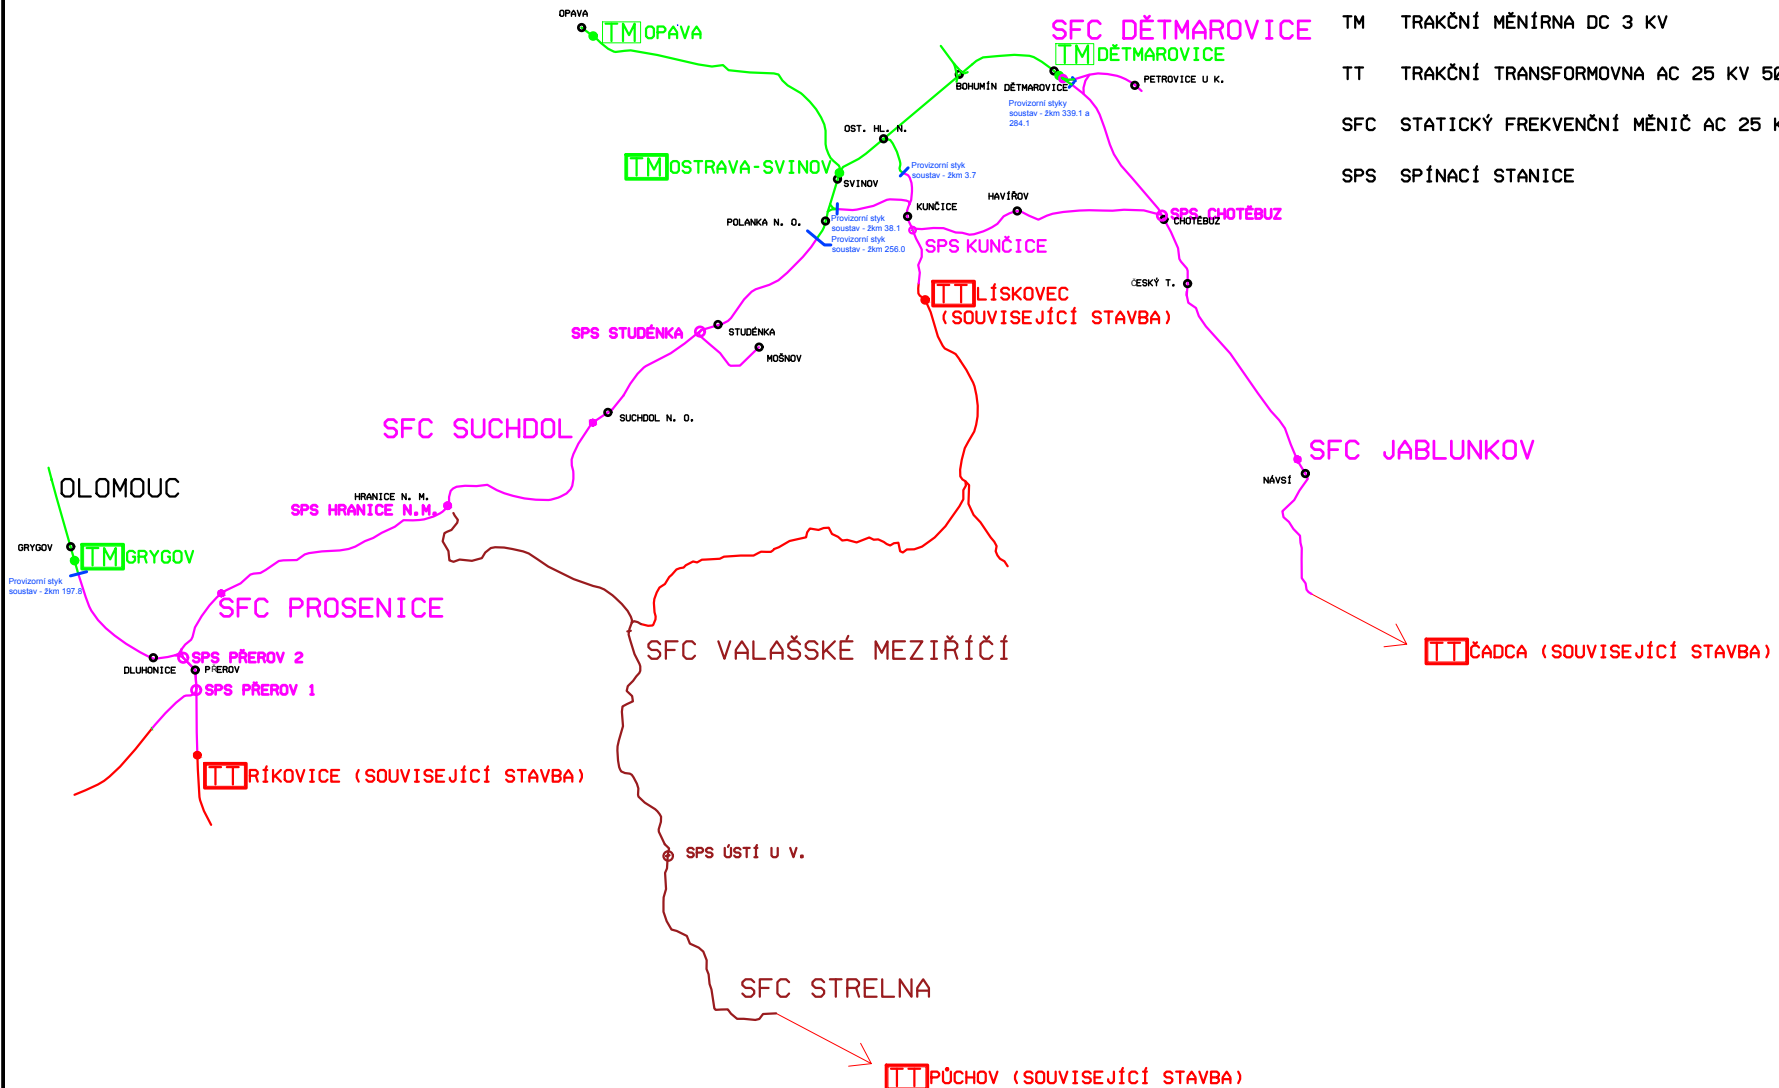 OPAVA
TM OPAVA
SFC DĚTMAROVICE
TM DĚTMAROVICE
BOHUMÍN
DĚTMAROVICE
PETROVICE U K.
Provizorní styky
soustav - žkm 339.1 a
284.1
TM TRAKČNÍ MĚNÍRNA DC 3 KV
TT TRAKČNÍ TRANSFORMOVNA AC 25 KV
SFC STATICKÝ FREKVENČNÍ MĚNIČ AC 25
SPS SPÍNACÍ STANICE
OST. HL. N.
TM OSTRAVA-SVINOV
SVINOV
Provizorní styk
soustav - žkm 3.7
HAVÍŘOV
KUNČICE
POLANKA N. O.
Provizorní styk
soustav - žkm 38.1
Provizorní styk
soustav - žkm 256.0
SPS KUNČICE
SPS CHOTĚBUZ
CHOTĚBUZ
ČESKÝ T.
TT LÍSKOVEC
(SOUVISEJÍCÍ STAVBA)
SPS STUDÉNKA
STUDÉNKA
MOŠNOV
SFC SUCHDOL
SUCHDOL N. O.
SFC JABLUNKOV
NÁVSÍ
OLOMOUC
HRANICE N. M.
SPS HRANICE N.M.
GRYGOV
TM GRYGOV
Provizorní styk
soustav - žkm 197.8
SFC PROSENICE
SFC VALAŠSKÉ MEZIŘÍČÍ
TT ČADCA (SOUVISEJÍCÍ STAVBA)
DLUHONICE
SPS PŘEROV 2
PŘEROV
SPS PŘEROV 1
TT RÍKOVICE (SOUVISEJÍCÍ STAVBA)
SPS ÚSTÍ U V.
SFC STRELNA
TT PÚCHOV (SOUVISEJÍCÍ STAVBA)